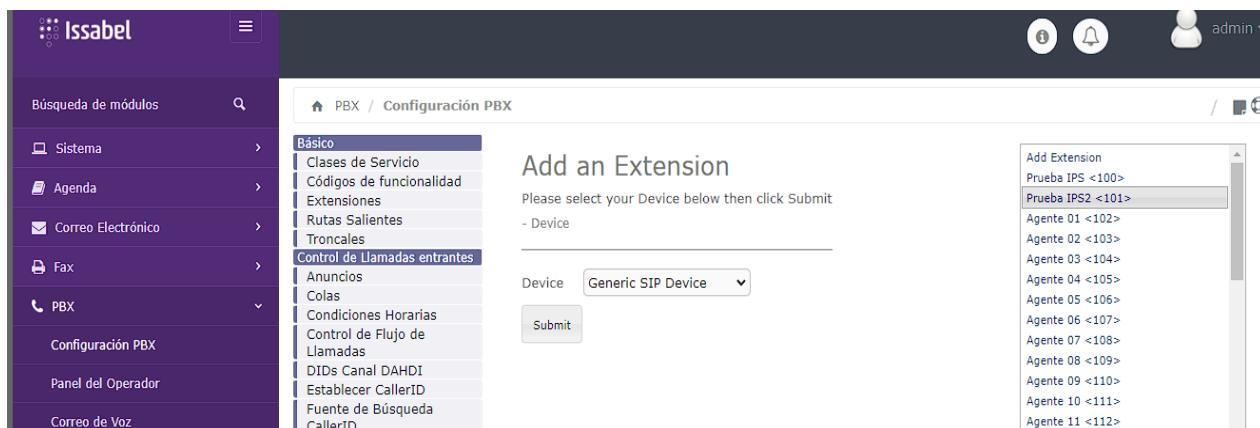 Issabel
admin
Búsqueda de módulos
Sistema
Agenda
Correo Electrónico
Fax
PBX
Configuración PBX
Panel del Operador
Correo de Voz
PBX / Configuración PBX /
Básico
Clases de Servicio
Códigos de funcionalidad
Extensiones
Rutas Salientes
Troncales
Control de Llamadas entrantes
Anuncios
Colas
Condiciones Horarias
Control de Flujo de
Llamadas
DIDs Canal DAHDI
Establecer CallerID
Fuente de Búsqueda
CallerID
Add an Extension
Please select your Device below then click Submit
- Device
Device Generic SIP Device
Submit
Add Extension
Prueba IPS <100>
Prueba IPS2 <101>
Agente 01 <102>
Agente 02 <103>
Agente 03 <104>
Agente 04 <105>
Agente 05 <106>
Agente 06 <107>
Agente 07 <108>
Agente 08 <109>
Agente 09 <110>
Agente 10 <111>
Agente 11 <112>